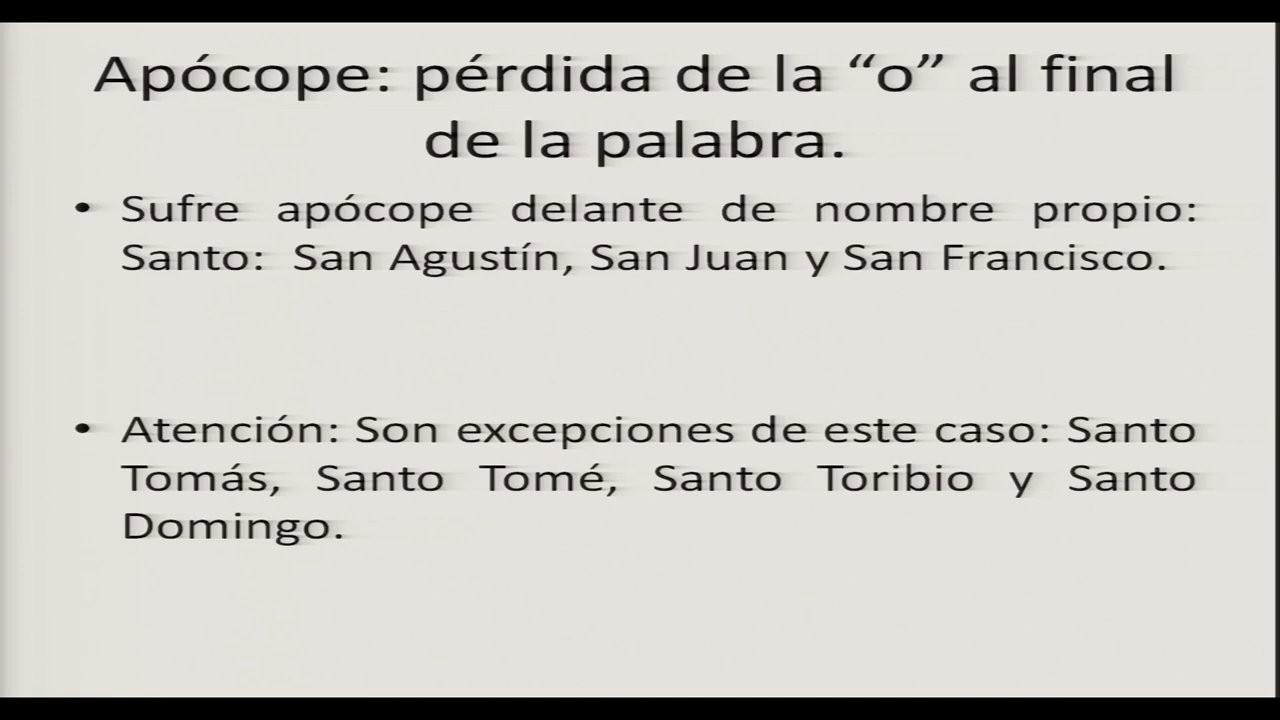 Apócope: pérdida de la “o” al final
de la palabra.
• Sufre apócope delante de nombre propio:
Santo: San Agustín, San Juan y San Francisco.
• Atención: Son excepciones de este caso: Santo
Tomás, Santo Tomé, Santo Toribio y Santo
Domingo.